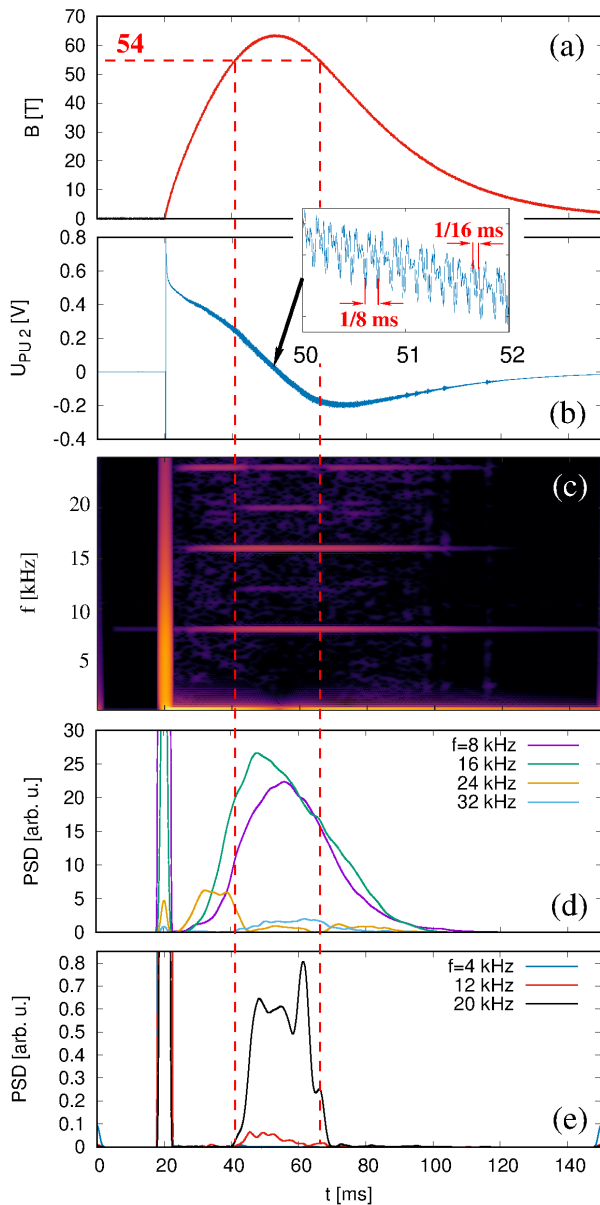 (a)
70
60
54
50
40
30
20
10
0
B [T]
0.8
0.4
0
-0.2
-0.4
U_PU 2 [V]
1/16 ms
1/8 ms
50 51 52
(b)
(c)
20
15
10
5
f [kHz]
30
25
20
15
10
5
0
PSD [arb. u.]
f=8 kHz
16 kHz
24 kHz
32 kHz
(d)
0.8
0.7
0.6
0.5
0.4
0.3
0.2
0.1
0
PSD [arb. u.]
f=4 kHz
12 kHz
20 kHz
(e)
0 20 40 60 80 100 120 140
t [ms]